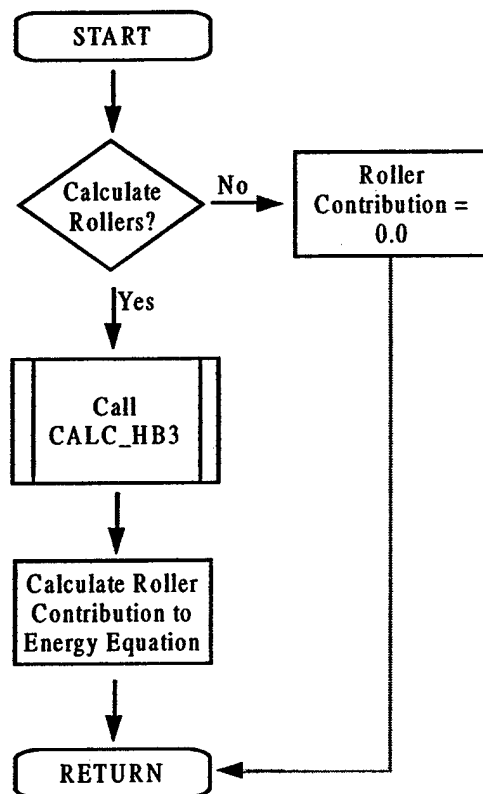 START
Calculate
Rollers?
No
Roller
Contribution =
0.0
Yes
Call
CALC_HB3
Calculate Roller
Contribution to
Energy Equation
RETURN